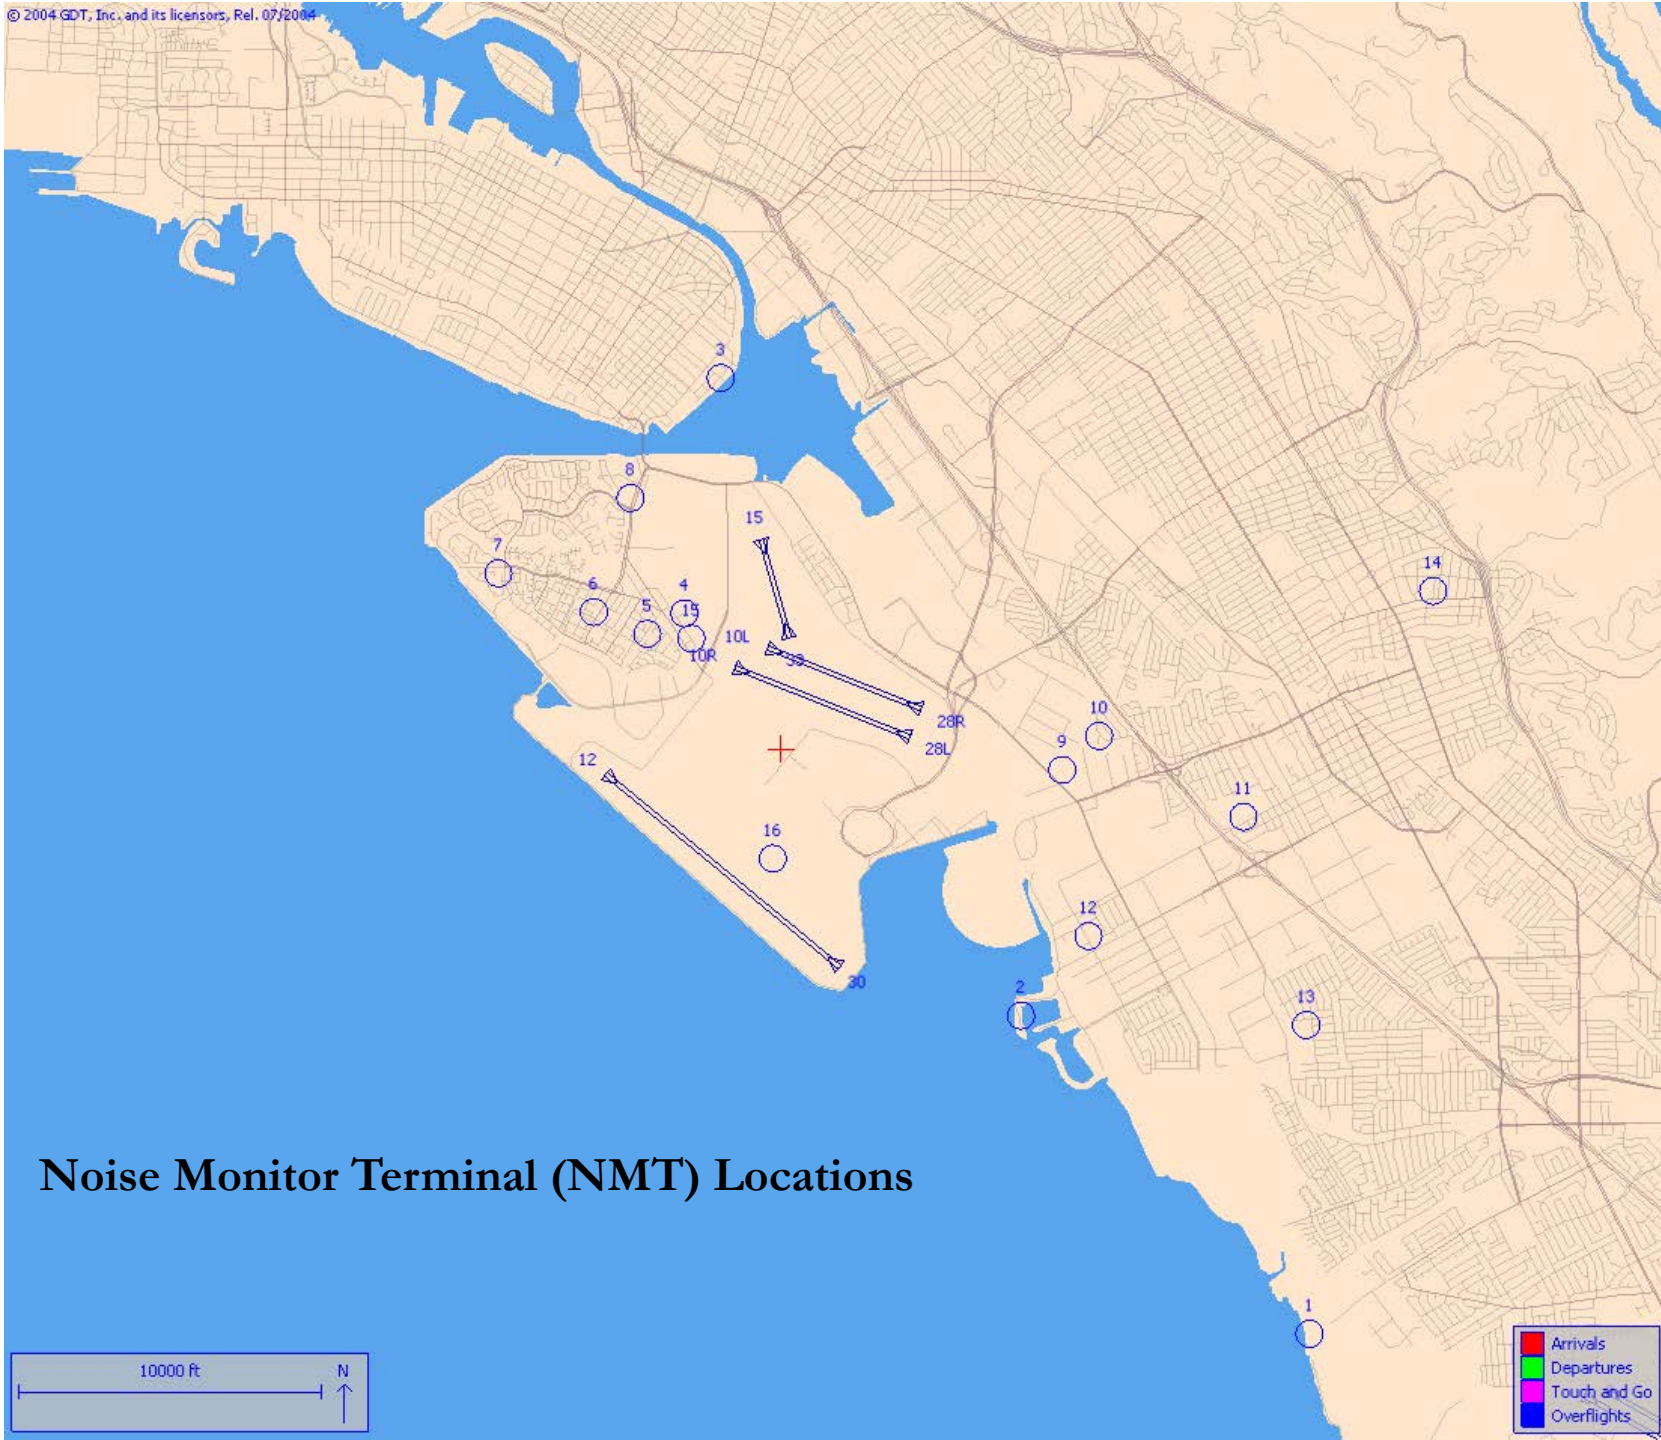 © 2004 GDT, Inc. and its licensors, Rel. 07/2004
3
8
15
7
14
6
5
4
15
10L
10R
33
28R
28L
10
9
12
11
16
12
30
2
13
Noise Monitor Terminal (NMT) Locations
1
10000 ft
N
Arrivals
Departures
Touch and Go
Overflights